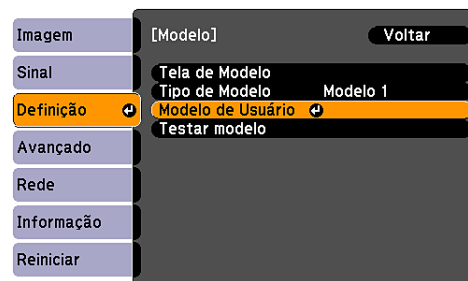 Imagem
Sinal
Definição
Avançado
Rede
Informação
Reiniciar
[Modelo] Voltar
Tela de Modelo
Tipo de Modelo Modelo 1
Modelo de Usuário
Testar modelo